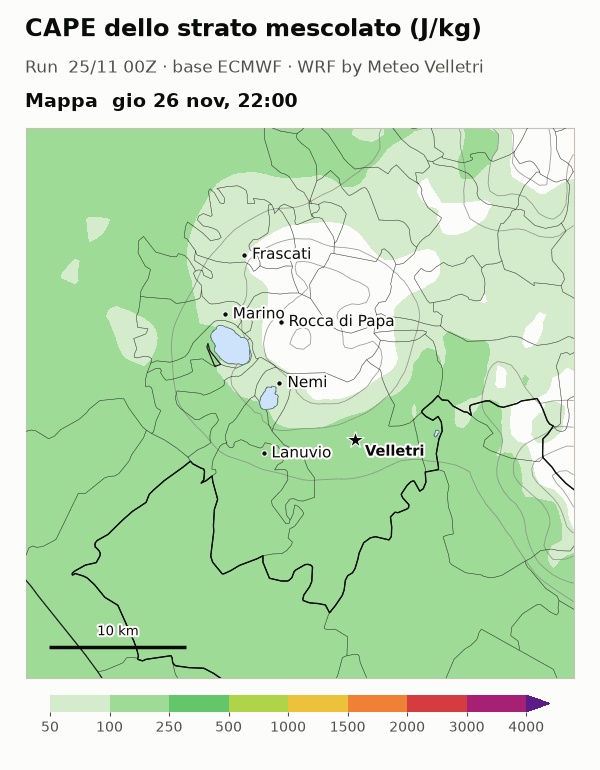 CAPE dello strato mescolato (J/kg)
Run  25/11 00Z · base ECMWF · WRF by Meteo Velletri
Mappa  gio 26 nov, 22:00
Frascati
Marino
Rocca di Papa
Nemi
Velletri
Lanuvio
10 km
50 100 250 500 1000 1500 2000 3000 4000